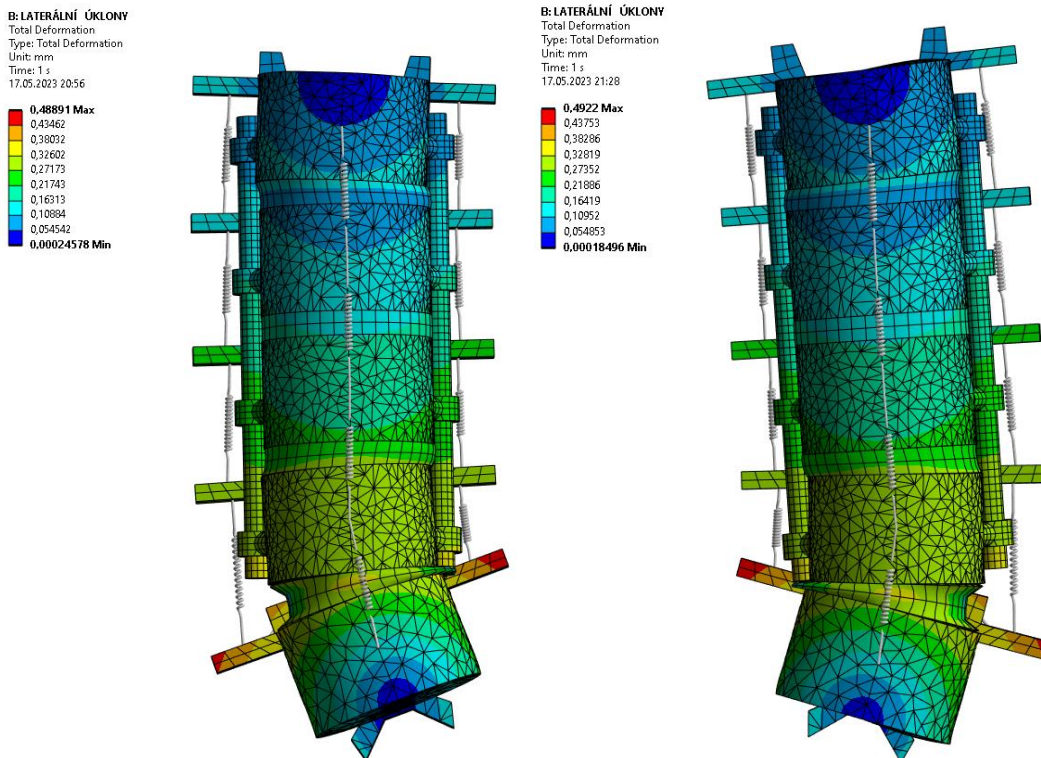 B: LATERÁLNÍ ÚKLONY
Total Deformation
Type: Total Deformation
Unit: mm
Time: 1 s
17.05.2023 20:56
0,48891 Max
0,43462
0,38032
0,32602
0,27173
0,21743
0,16313
0,10884
0,054542
0,00024578 Min
B: LATERÁLNÍ ÚKLONY
Total Deformation
Type: Total Deformation
Unit: mm
Time: 1 s
17.05.2023 21:28
0,4922 Max
0,43753
0,38286
0,32819
0,27352
0,21886
0,16419
0,10952
0,054853
0,00018496 Min